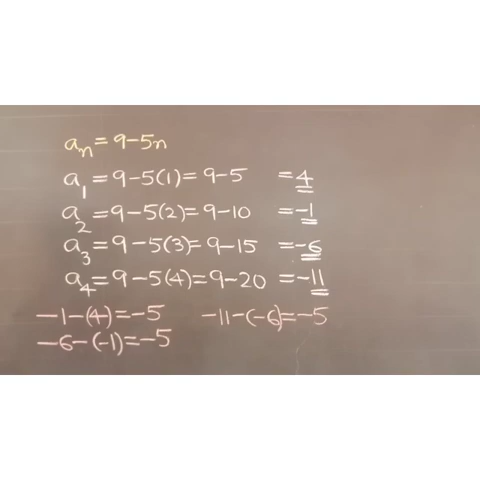 aₙ = 9-5n
a₁ = 9-5(1) = 9-5 = 4
a₂ = 9-5(2) = 9-10 = -1
a₃ = 9-5(3) = 9-15 = -6
a₄ = 9-5(4) = 9-20 = -11
-1-(4) = -5 -11-(-6) = -5
-6-(-1) = -5